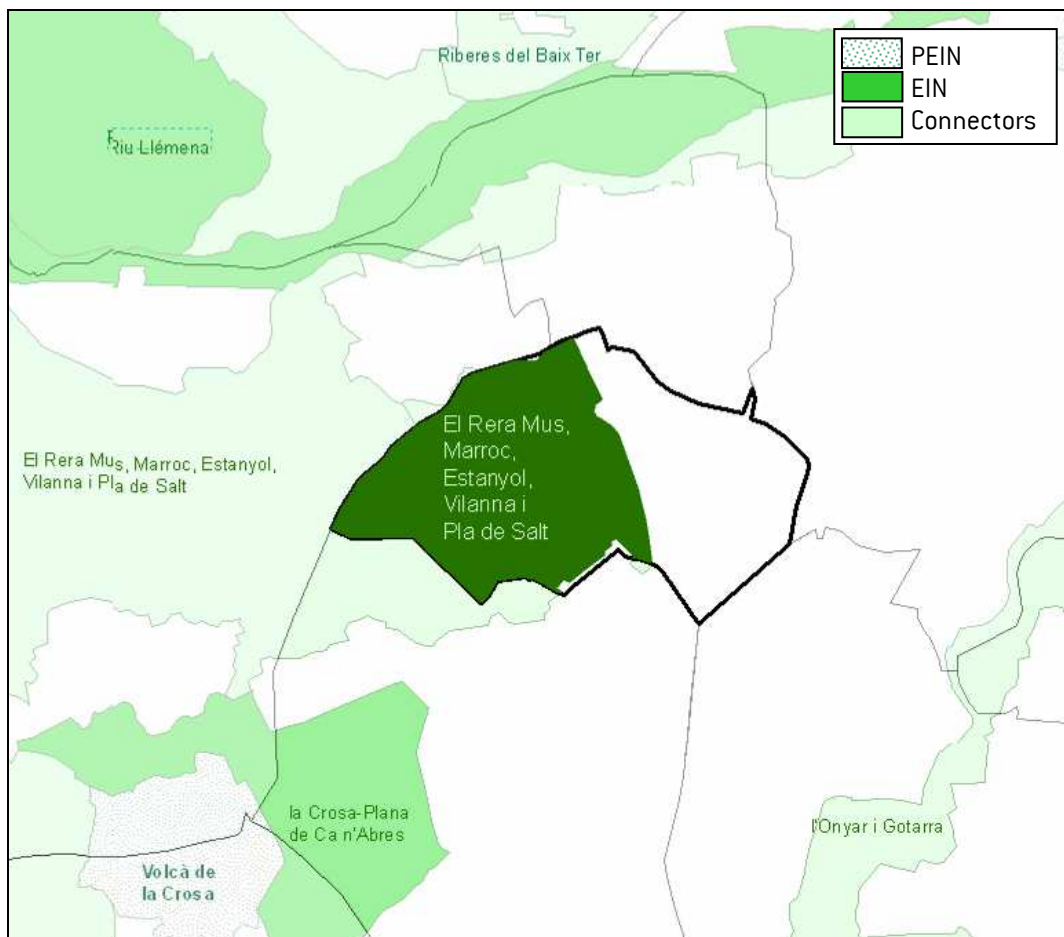 Riberes del Baix Ter
PEIN
EIN
Connectors
Riu Llémena
El Rera Mus,
Marroc,
Estanyol,
Vilanna i
Pla de Salt
El Rera Mus, Marroc, Estanyol,
Vilanna i Pla de Salt
la Crosa-Plana
de Ca n'Abres
l'Onyar i Gotarra
Volcà de
la Crosa